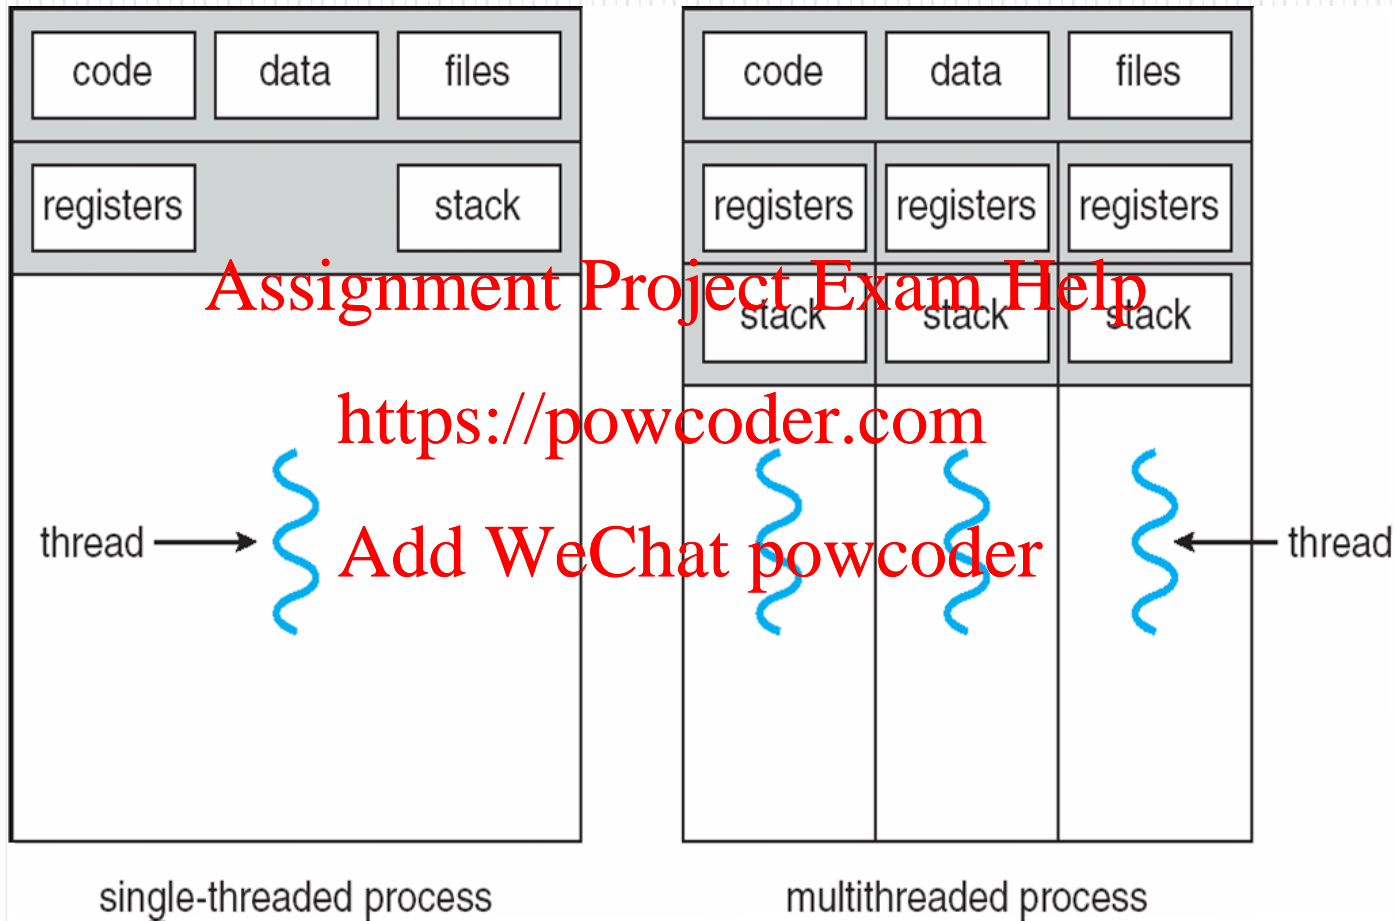 code data files code data files
registers stack registers registers registers
Assignment Project Exam Help
stack stack stack
https://powcoder.com
thread Add WeChat powcoder thread
single-threaded process multithreaded process